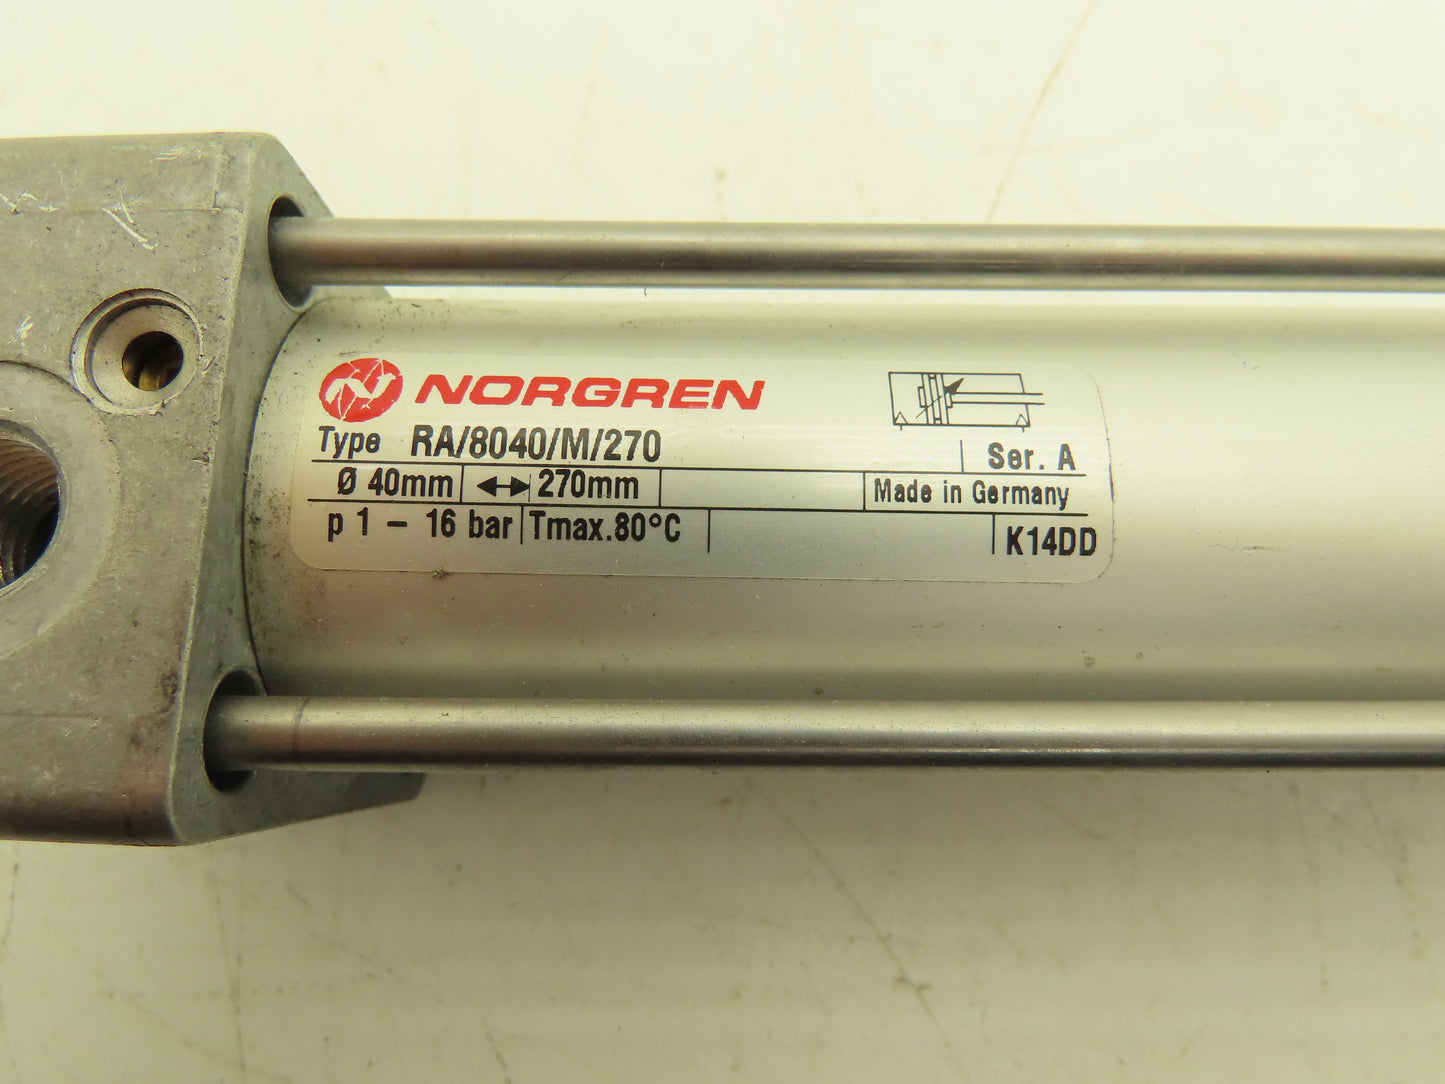 NORGREN
Type RA/8040/M/270 Ser. A
Ø 40mm 270mm Made in Germany
p 1 - 16 bar Tmax.80°C K14DD